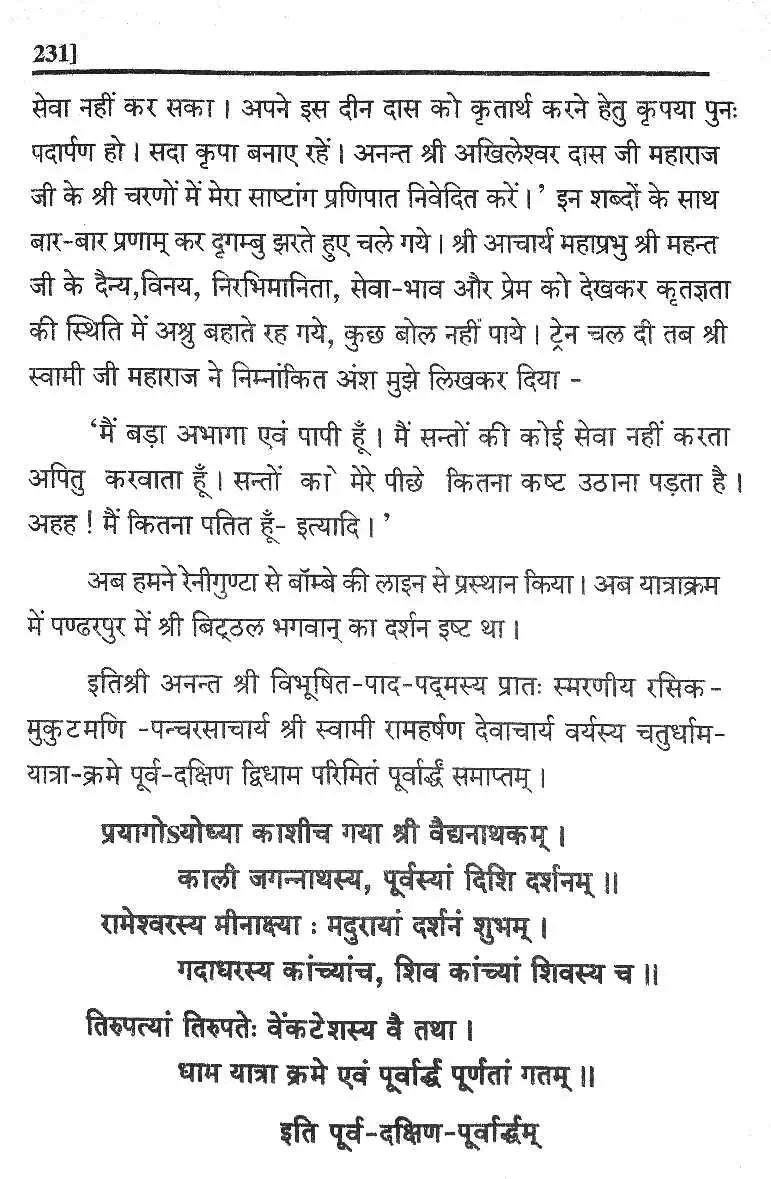 231]
सेवा नहीं कर सका । अपने इस दीन दास को कृतार्थ करने हेतु कृपया पुनः
पदार्पण हो । सदा कृपा बनाए रहें । अनन्त श्री अखिलेश्वर दास जी महाराज
जी के श्री चरणों में मेरा साष्टांग प्रणिपात निवेदित करें ।' इन शब्दों के साथ
बार-बार प्रणाम् कर दृगम्बु झरते हुए चले गये । श्री आचार्य महाप्रभु श्री महन्त
जी के दैन्य,विनय, निरभिमानिता, सेवा-भाव और प्रेम को देखकर कृतज्ञता
की स्थिति में अश्रु बहाते रह गये, कुछ बोल नहीं पाये । ट्रेन चल दी तब श्री
स्वामी जी महाराज ने निम्नांकित अंश मुझे लिखकर दिया -
'मैं बड़ा अभागा एवं पापी हूँ । मैं सन्तों की कोई सेवा नहीं करता
अपितु करवाता हूँ । सन्तों को मेरे पीछे कितना कष्ट उठाना पड़ता है ।
अहह ! मैं कितना पतित हूँ- इत्यादि । '
अब हमने रेनीगुण्टा से बॉम्बे की लाइन से प्रस्थान किया । अब यात्राक्रम
में पण्ढरपुर में श्री बिट्ठल भगवान् का दर्शन इष्ट था ।
इतिश्री अनन्त श्री विभूषित-पाद-पद्मस्य प्रातः स्मरणीय रसिक -
मुकुटमणि -पन्चरसाचार्य श्री स्वामी रामहर्षण देवाचार्य वर्यस्य चतुर्धाम-
यात्रा-क्रमे पूर्व-दक्षिण द्विधाम परिमितं पूर्वार्द्धं समाप्तम् ।
प्रयागोSयोध्या काशीच गया श्री वैद्यनाथकम् ।
काली जगन्नाथस्य, पूर्वस्यां दिशि दर्शनम् ॥
रामेश्वरस्य मीनाक्ष्या : मदुरायां दर्शनं शुभम् ।
गदाधरस्य कांच्यांच, शिव कांच्यां शिवस्य च ॥
तिरुपत्यां तिरुपतेः वेंकटेशस्य वै तथा ।
धाम यात्रा क्रमे एवं पूर्वार्द्ध पूर्णतां गतम् ॥
इति पूर्व-दक्षिण-पूर्वार्द्धम्